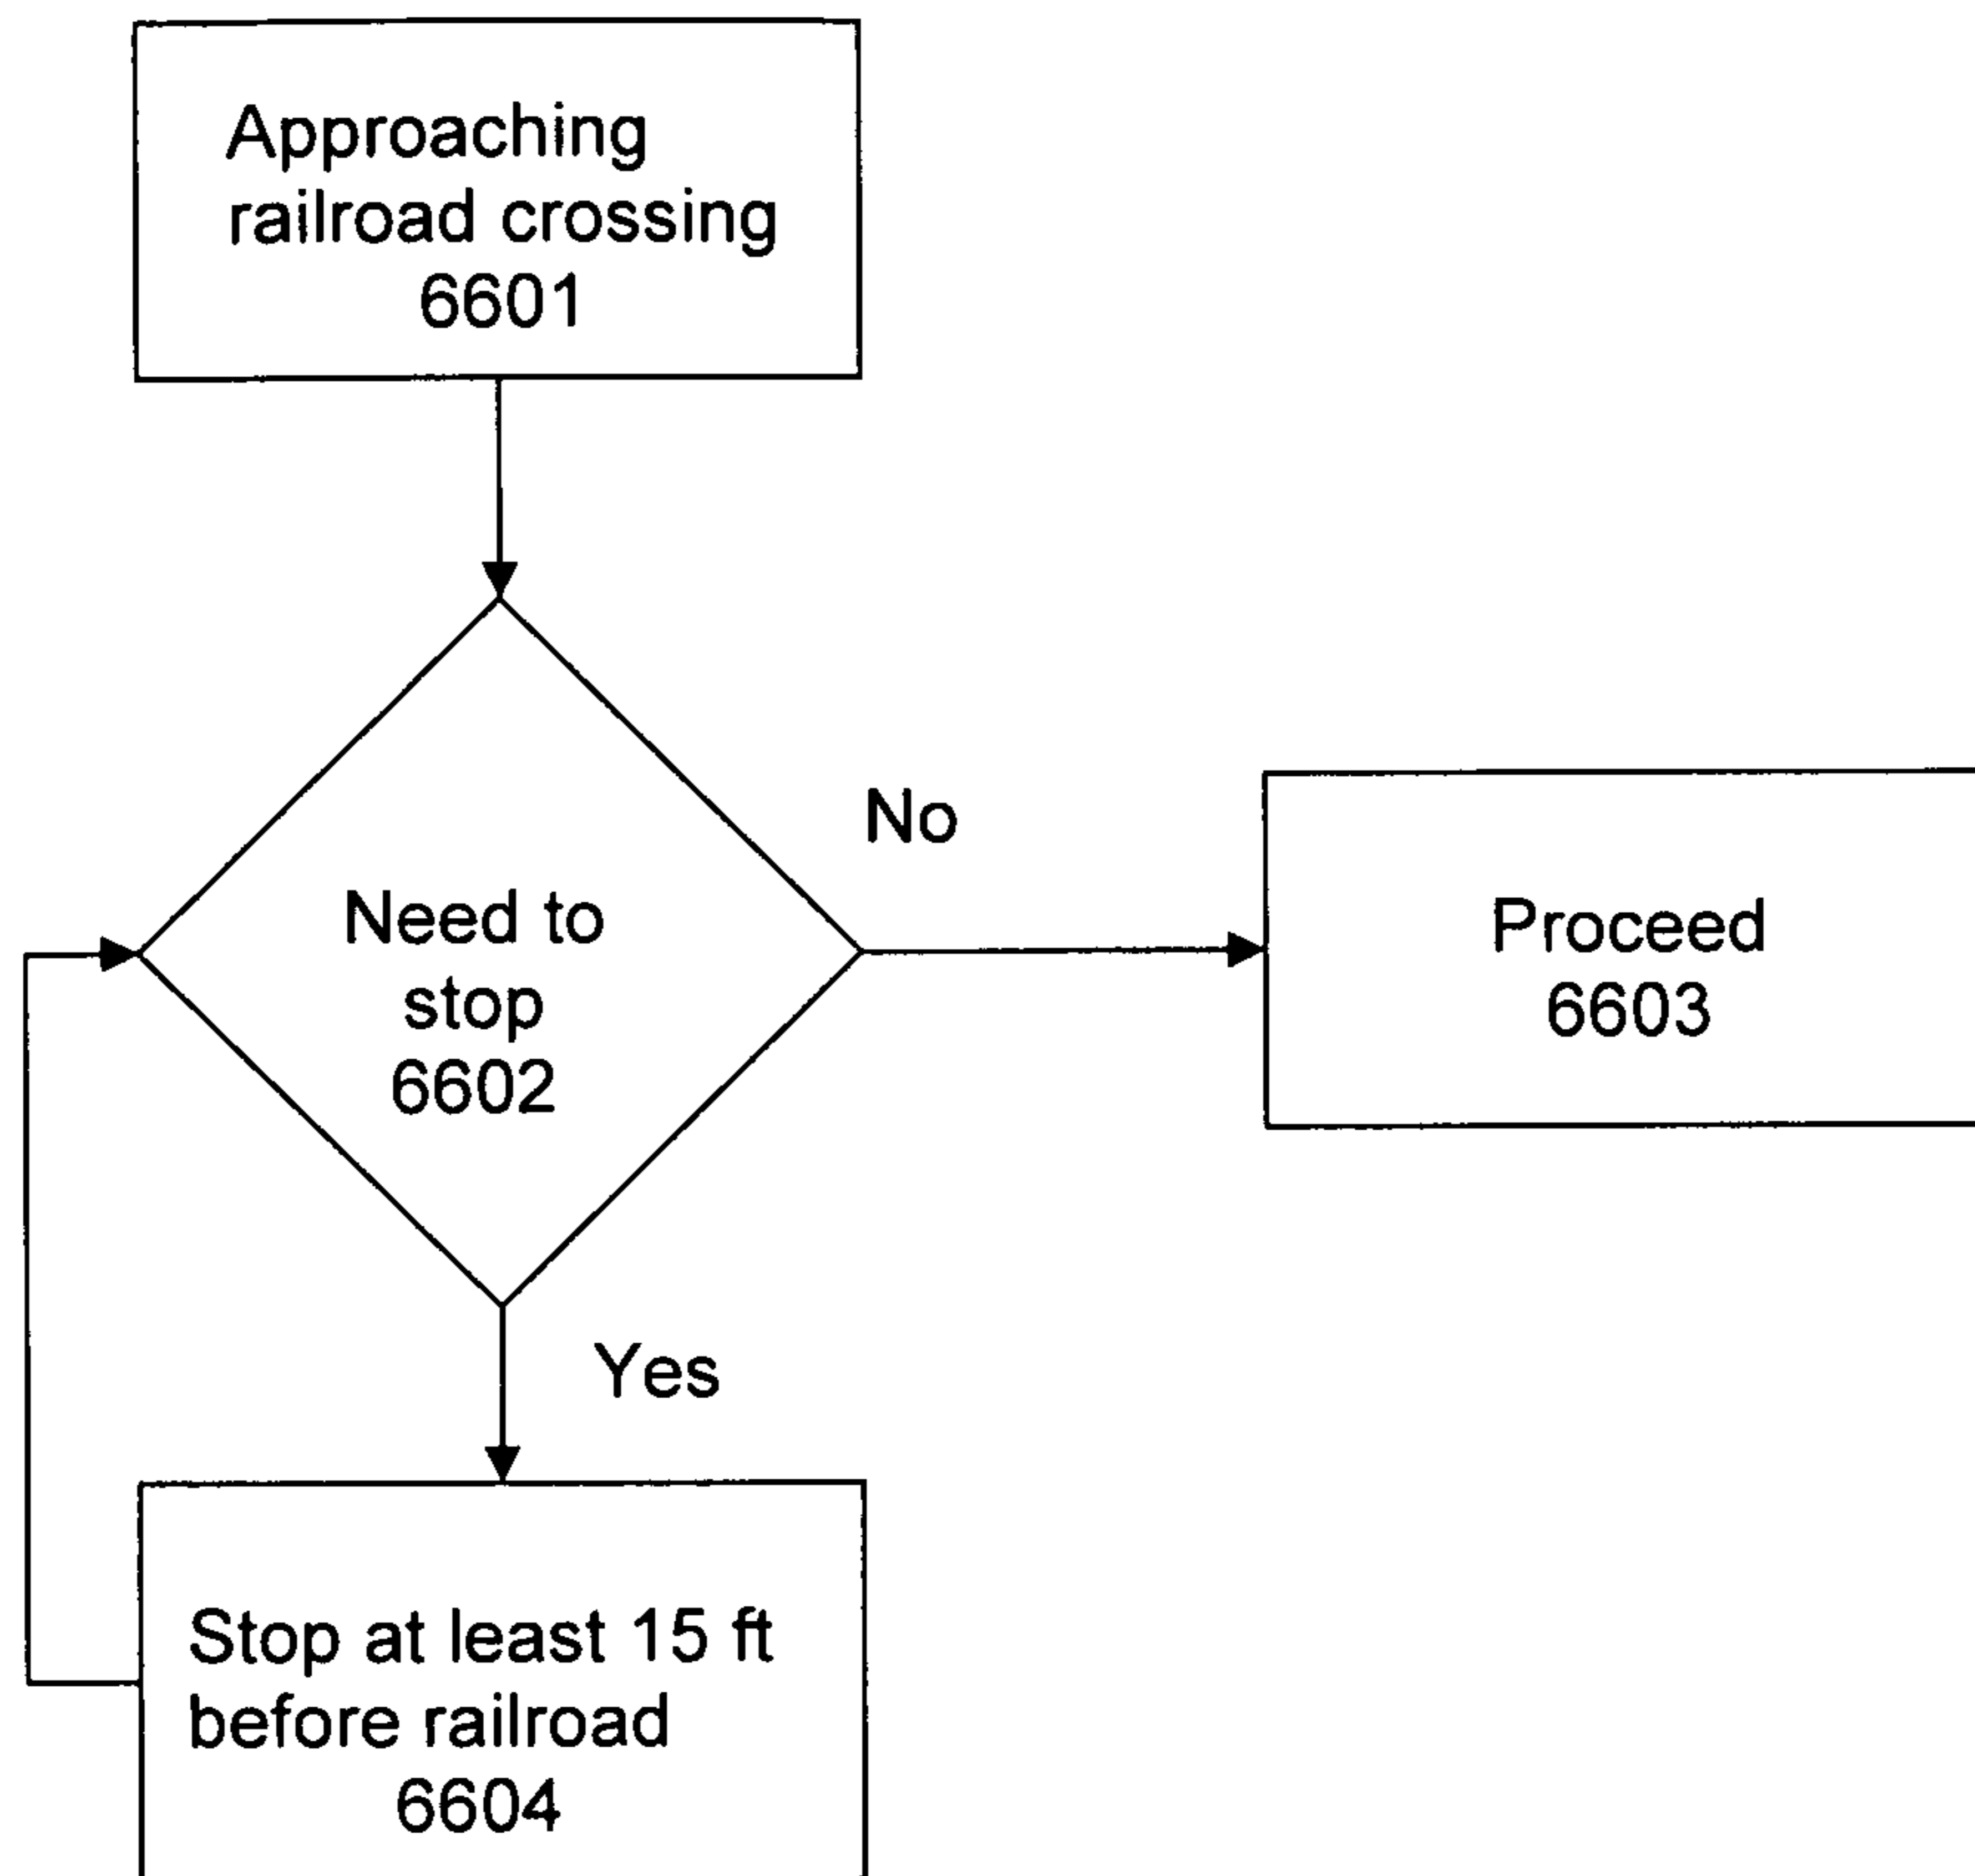 Approaching
railroad crossing
6601
Need to
stop
6602
No
Proceed
6603
Yes
Stop at least 15 ft
before railroad
6604